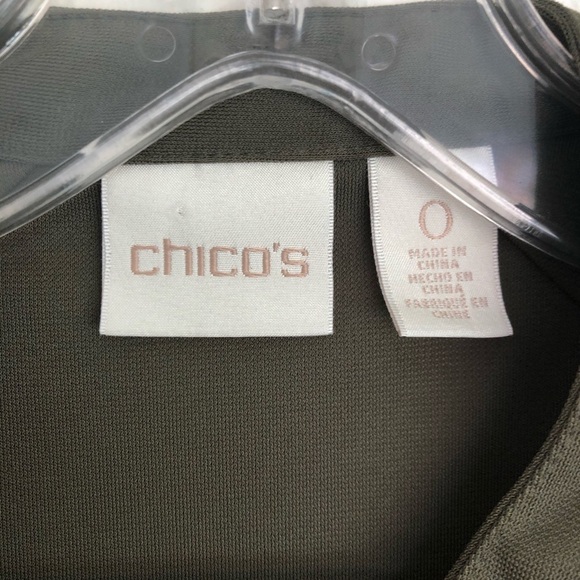 chico's
0
MADE IN
CHINA
HECHO EN
CHINA
FABRIQUÉ EN
CHINE